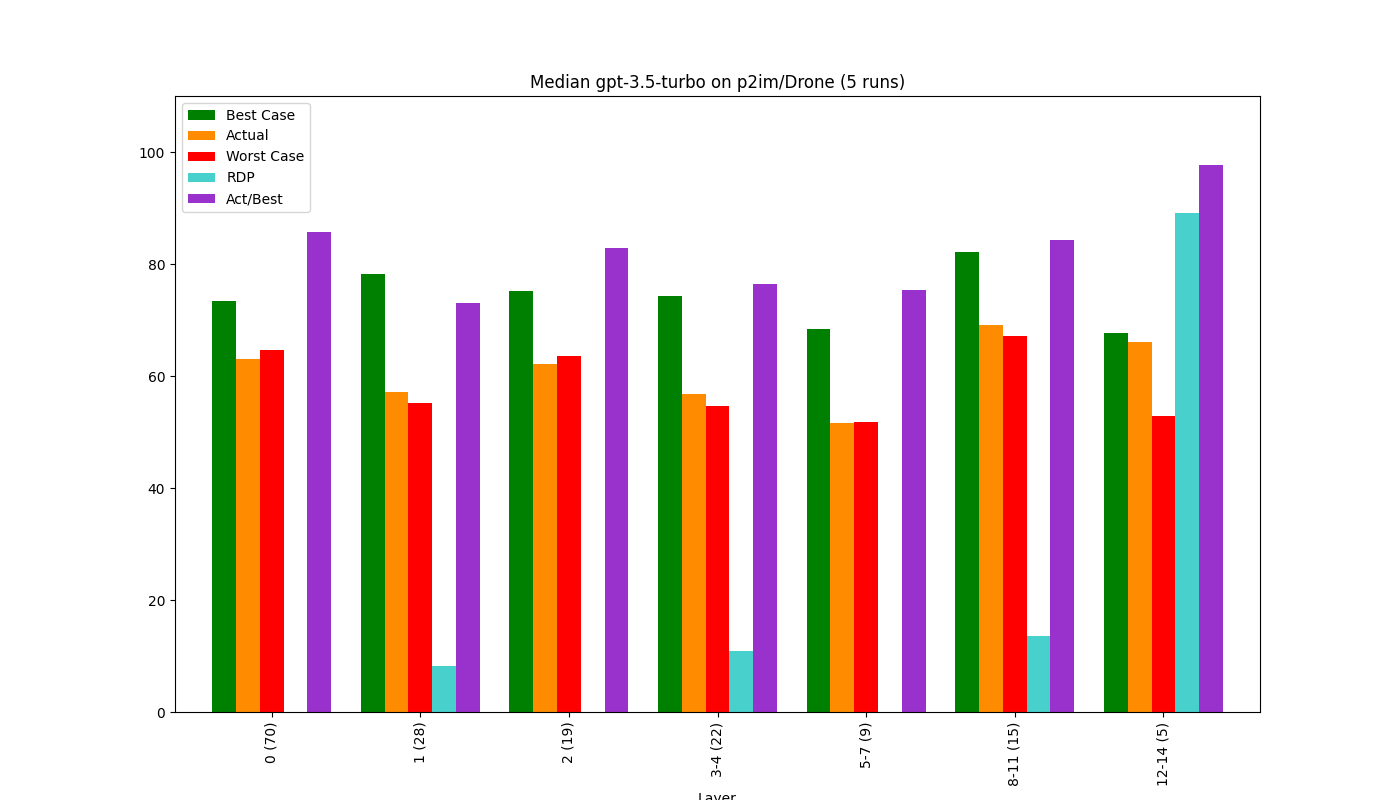 Median gpt-3.5-turbo on p2im/Drone (5 runs)
Best Case
Actual
Worst Case
RDP
Act/Best
100
80
60
40
20
0
0 (70)
1 (28)
2 (19)
3-4 (22)
5-7 (9)
8-11 (15)
12-14 (5)
Layer